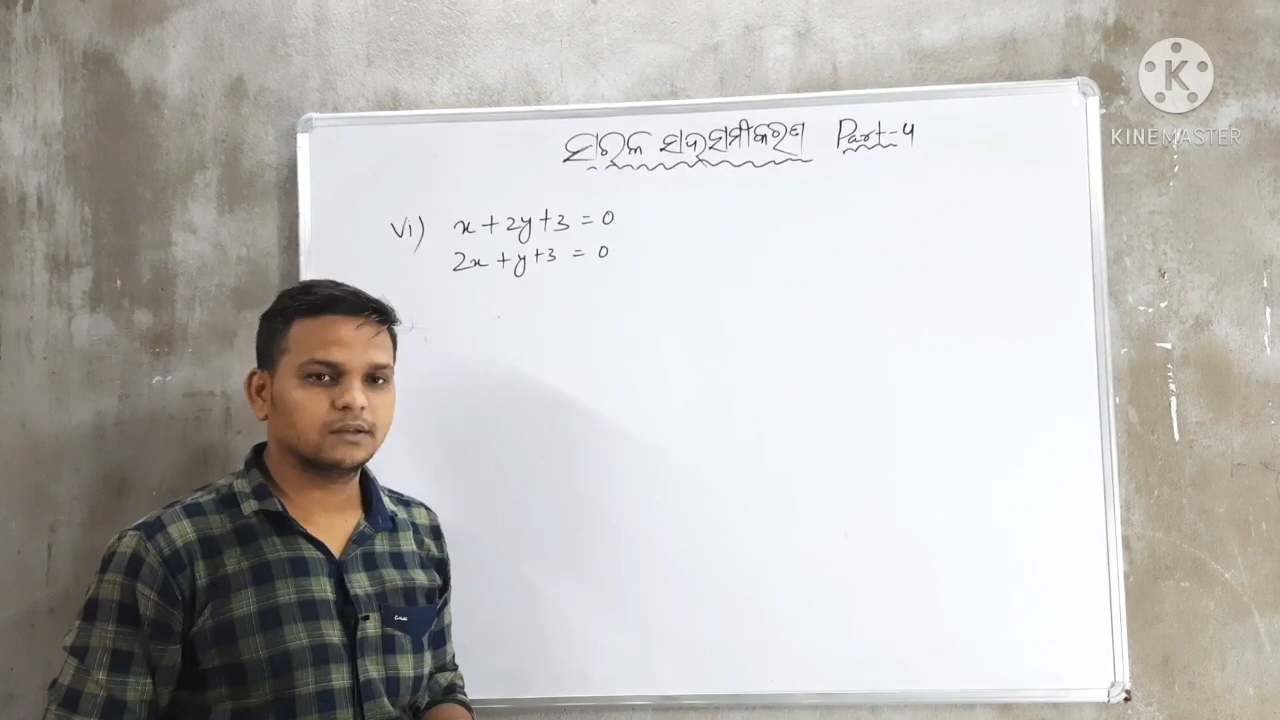 ସରଳ ସହସମୀକରଣ Part-4
vi) x + 2y + 3 = 0
2x + y + 3 = 0
K
KINEMASTER